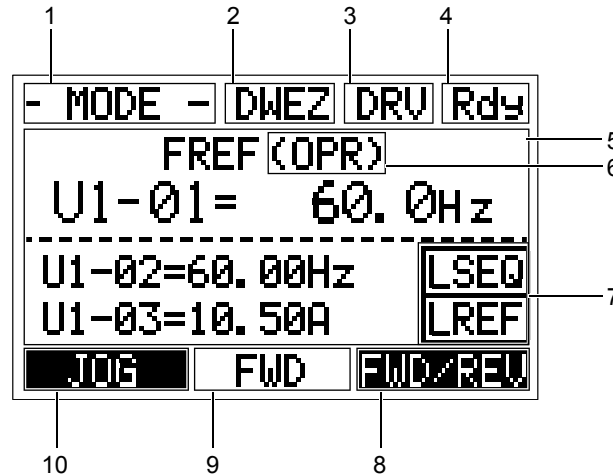 1 2 3 4
- MODE - DWEZ DRV Rdy
5
FREF (OPR)
6
U1-01= 60.0Hz
U1-02=60.00Hz LSEQ
7
U1-03=10.50A LREF
JOG FWD FWD/REV
10 9 8